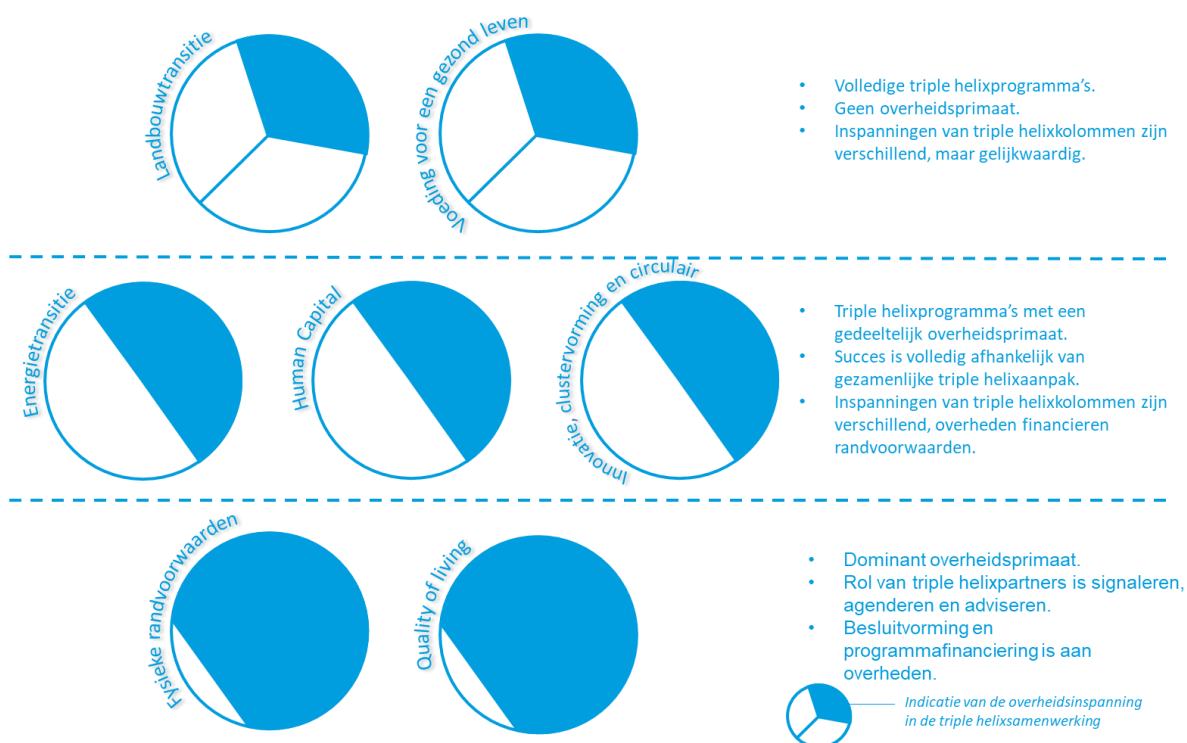 Landbouwtransitie
Voeding voor een gezond leven
• Volledige triple helixprogramma's.
• Geen overheidsprimaat.
• Inspanningen van triple helixkolommen zijn
verschillend, maar gelijkwaardig.
Energietransitie
Human Capital
Innovatie, clustervorming en circulair
• Triple helixprogramma's met een
gedeeltelijk overheidsprimaat.
• Succes is volledig afhankelijk van
gezamenlijke triple helixaanpak.
• Inspanningen van triple helixkolommen zijn
verschillend, overheden financieren
randvoorwaarden.
Fysieke randvoorwaarden
Quality of living
• Dominant overheidsprimaat.
• Rol van triple helixpartners is signaleren,
agenderen en adviseren.
• Besluitvorming en
programmafinanciering is aan
overheden.
Indicatie van de overheidsinspanning
in de triple helixsamenwerking